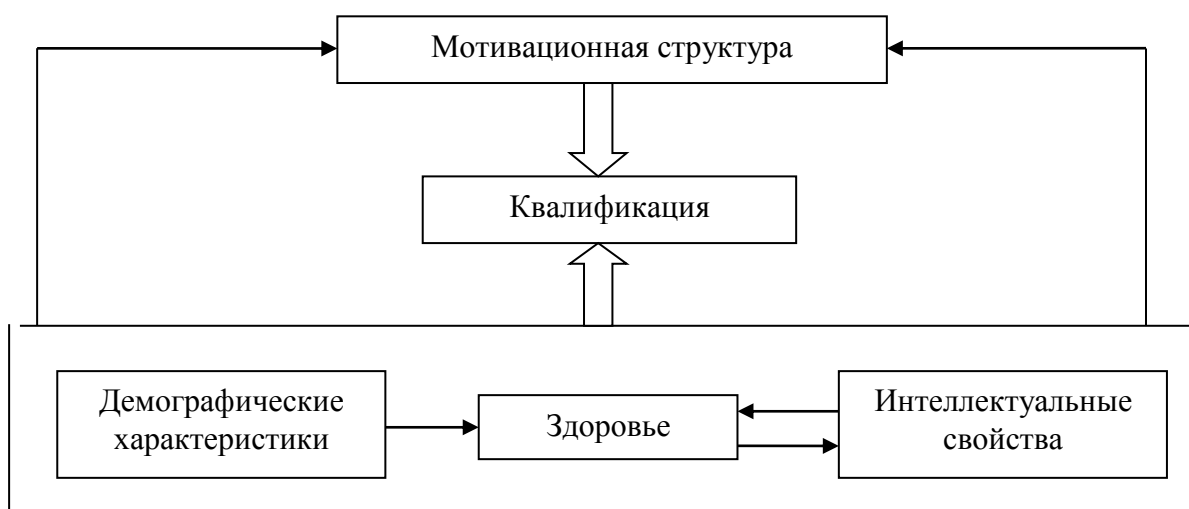 Мотивационная структура
Квалификация
Демографические
характеристики
Здоровье
Интеллектуальные
свойства